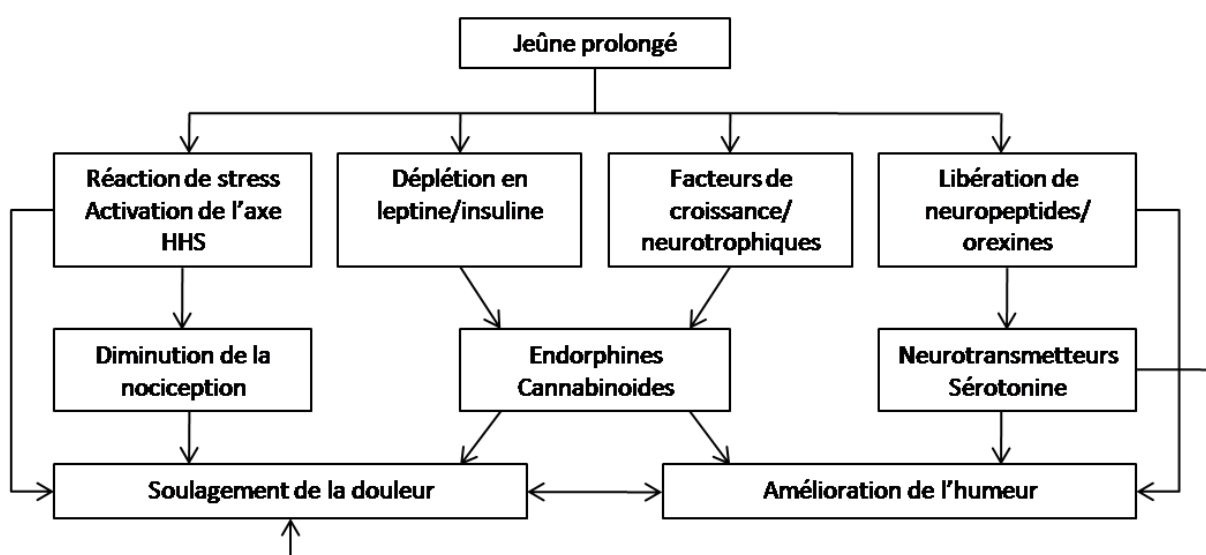 Jeûne prolongé
Réaction de stress
Activation de l'axe
HHS
Déplétion en
leptine/insuline
Facteurs de
croissance/
neurotrophiques
Libération de
neuropeptides/
orexines
Diminution de la
nociception
Endorphines
Cannabinoides
Neurotransmetteurs
Sérotonine
Soulagement de la douleur
Amélioration de l'humeur